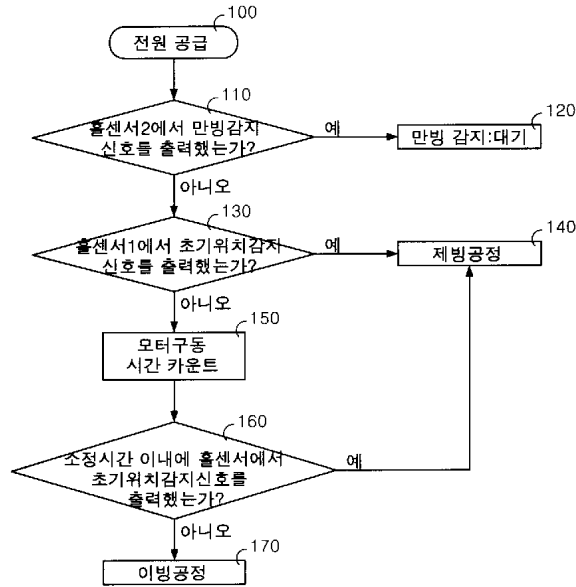 100
전원 공급
110
홀센서2에서 만빙감지
신호를 출력했는가?
예
120
만빙 감지:대기
아니오
130
홀센서1에서 초기위치감지
신호를 출력했는가?
예
140
제빙공정
아니오
150
모터구동
시간 카운트
160
소정시간 이내에 홀센서에서
초기위치감지신호를
출력했는가?
예
아니오
170
이빙공정